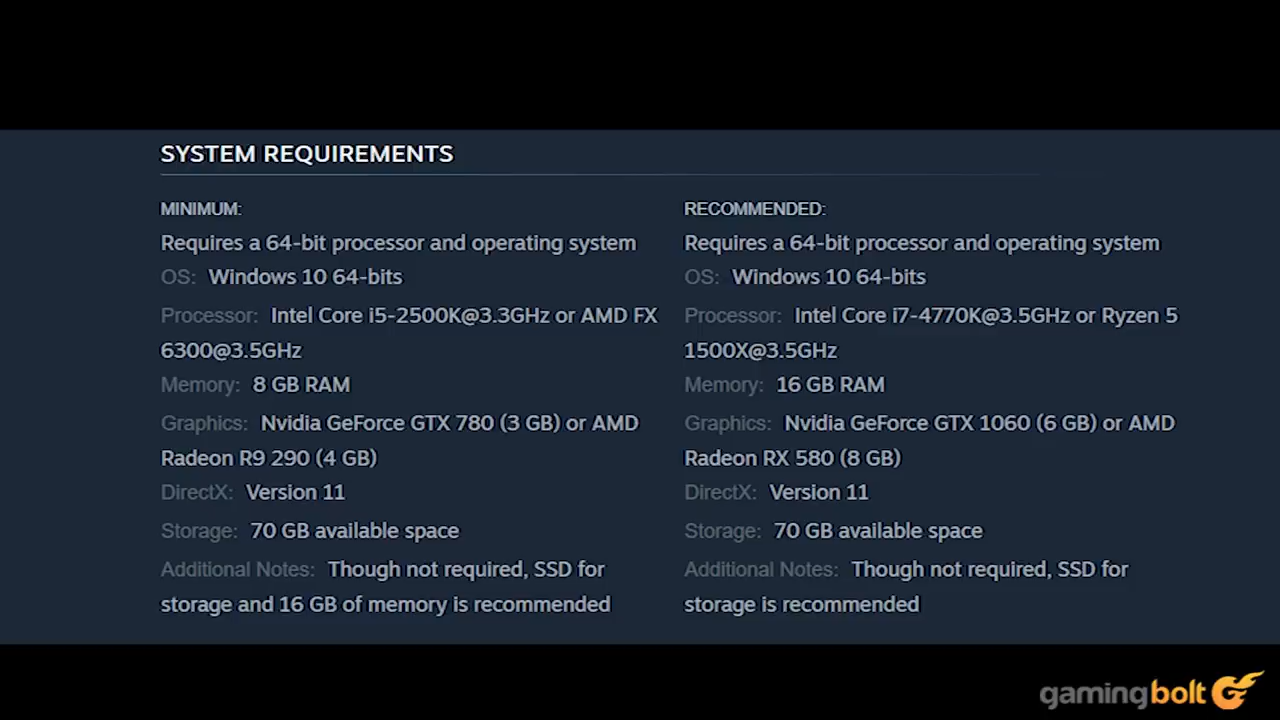 SYSTEM REQUIREMENTS
MINIMUM:
Requires a 64-bit processor and operating system
OS: Windows 10 64-bits
Processor: Intel Core i5-2500K@3.3GHz or AMD FX
6300@3.5GHz
Memory: 8 GB RAM
Graphics: Nvidia GeForce GTX 780 (3 GB) or AMD
Radeon R9 290 (4 GB)
DirectX: Version 11
Storage: 70 GB available space
Additional Notes: Though not required, SSD for
storage and 16 GB of memory is recommended
RECOMMENDED:
Requires a 64-bit processor and operating system
OS: Windows 10 64-bits
Processor: Intel Core i7-4770K@3.5GHz or Ryzen 5
1500X@3.5GHz
Memory: 16 GB RAM
Graphics: Nvidia GeForce GTX 1060 (6 GB) or AMD
Radeon RX 580 (8 GB)
DirectX: Version 11
Storage: 70 GB available space
Additional Notes: Though not required, SSD for
storage is recommended
gamingbolt